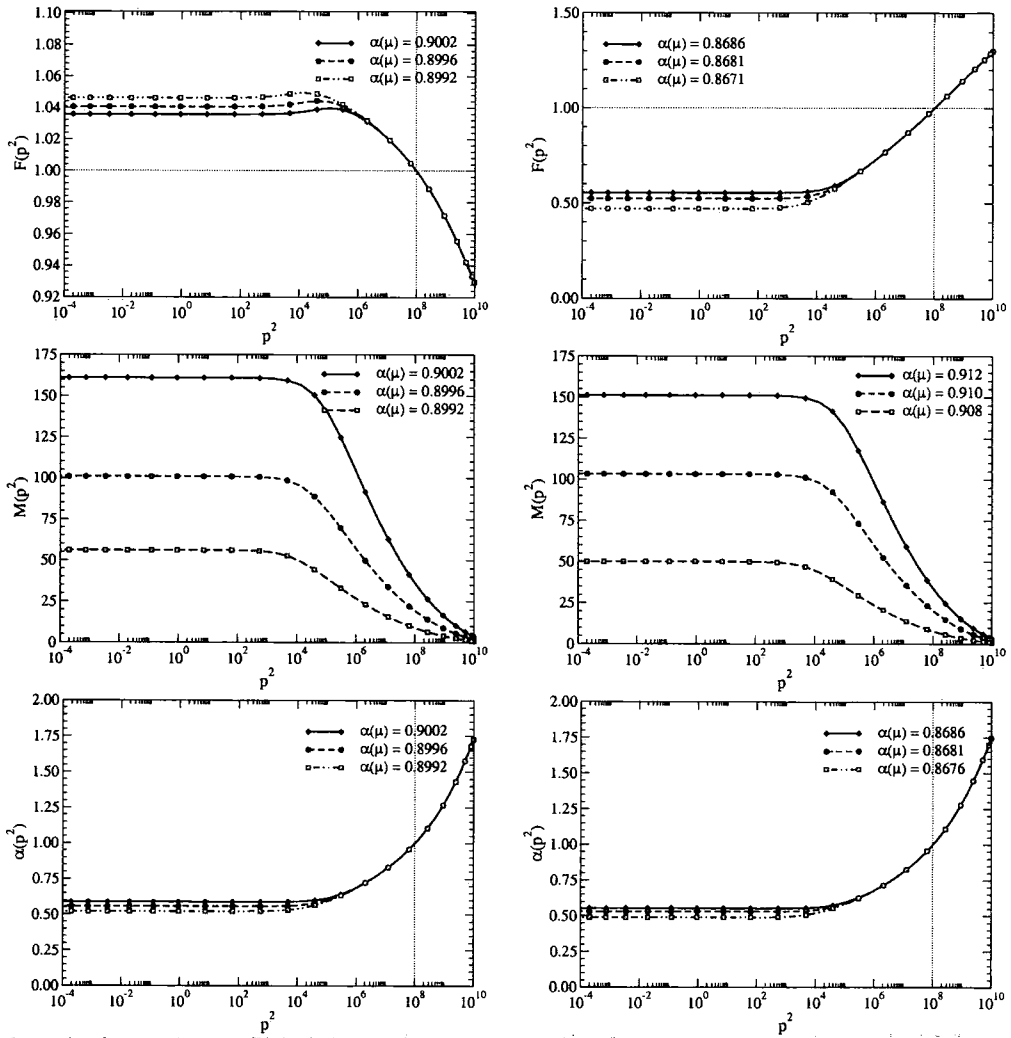 1.10
1.08
1.06
1.04
1.02
1.00
0.98
0.96
0.94
0.92
F(p²)
α(μ) = 0.9002
α(μ) = 0.8996
α(μ) = 0.8992
10⁻⁴ 10⁻² 10⁰ 10² 10⁴ 10⁶ 10⁸ 10¹⁰
p²
1.50
1.00
0.50
0.00
F(p²)
α(μ) = 0.8686
α(μ) = 0.8681
α(μ) = 0.8671
10⁻⁴ 10⁻² 10⁰ 10² 10⁴ 10⁶ 10⁸ 10¹⁰
p²
175
150
125
100
75
50
25
0
M(p²)
α(μ) = 0.9002
α(μ) = 0.8996
α(μ) = 0.8992
10⁻⁴ 10⁻² 10⁰ 10² 10⁴ 10⁶ 10⁸ 10¹⁰
p²
175
150
125
100
75
50
25
0
M(p²)
α(μ) = 0.912
α(μ) = 0.910
α(μ) = 0.908
10⁻⁴ 10⁻² 10⁰ 10² 10⁴ 10⁶ 10⁸ 10¹⁰
p²
2.00
1.75
1.50
1.25
1.00
0.75
0.50
0.25
0.00
α(p²)
α(μ) = 0.9002
α(μ) = 0.8996
α(μ) = 0.8992
10⁻⁴ 10⁻² 10⁰ 10² 10⁴ 10⁶ 10⁸ 10¹⁰
p²
2.00
1.75
1.50
1.25
1.00
0.75
0.50
0.25
0.00
α(p²)
α(μ) = 0.8686
α(μ) = 0.8681
α(μ) = 0.8676
10⁻⁴ 10⁻² 10⁰ 10² 10⁴ 10⁶ 10⁸ 10¹⁰
p²